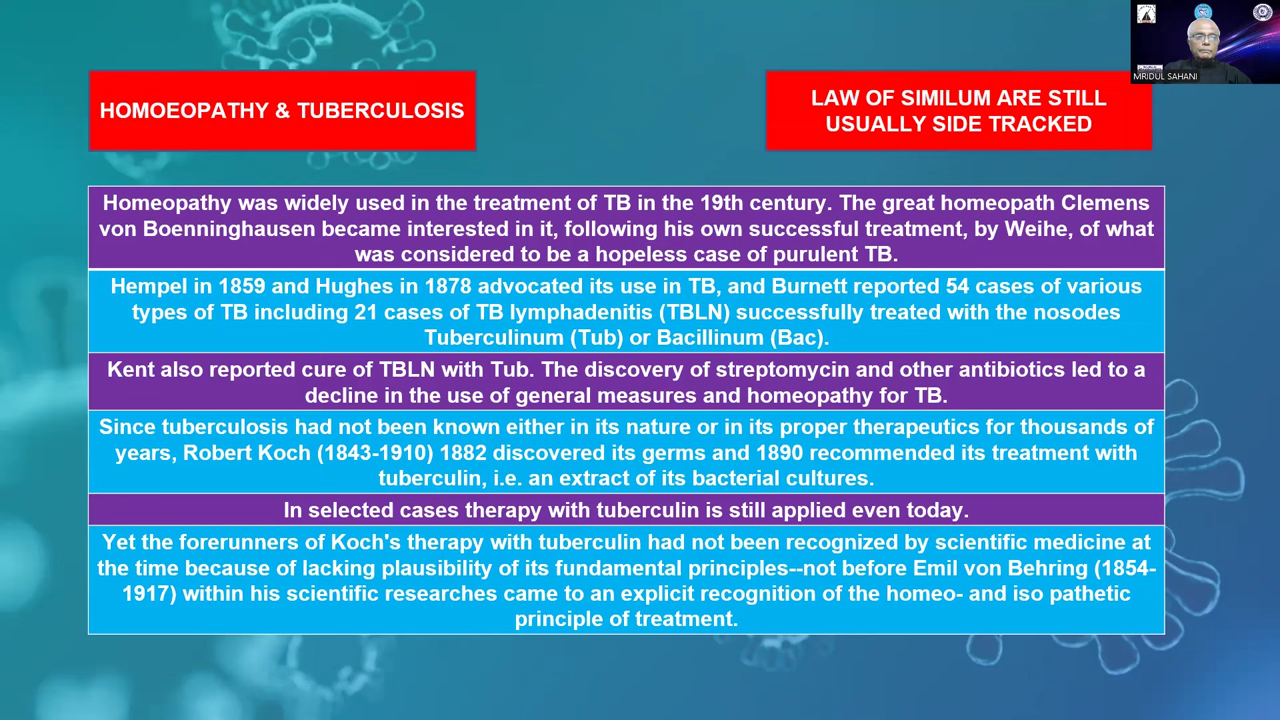 HOMOEOPATHY & TUBERCULOSIS
LAW OF SIMILUM ARE STILL
USUALLY SIDE TRACKED
MRIDUL SAHANI
Homeopathy was widely used in the treatment of TB in the 19th century. The great homeopath Clemens
von Boenninghausen became interested in it, following his own successful treatment, by Weihe, of what
was considered to be a hopeless case of purulent TB.
Hempel in 1859 and Hughes in 1878 advocated its use in TB, and Burnett reported 54 cases of various
types of TB including 21 cases of TB lymphadenitis (TBLN) successfully treated with the nosodes
Tuberculinum (Tub) or Bacillinum (Bac).
Kent also reported cure of TBLN with Tub. The discovery of streptomycin and other antibiotics led to a
decline in the use of general measures and homeopathy for TB.
Since tuberculosis had not been known either in its nature or in its proper therapeutics for thousands of
years, Robert Koch (1843-1910) 1882 discovered its germs and 1890 recommended its treatment with
tuberculin, i.e. an extract of its bacterial cultures.
In selected cases therapy with tuberculin is still applied even today.
Yet the forerunners of Koch's therapy with tuberculin had not been recognized by scientific medicine at
the time because of lacking plausibility of its fundamental principles--not before Emil von Behring (1854-
1917) within his scientific researches came to an explicit recognition of the homeo- and iso pathetic
principle of treatment.